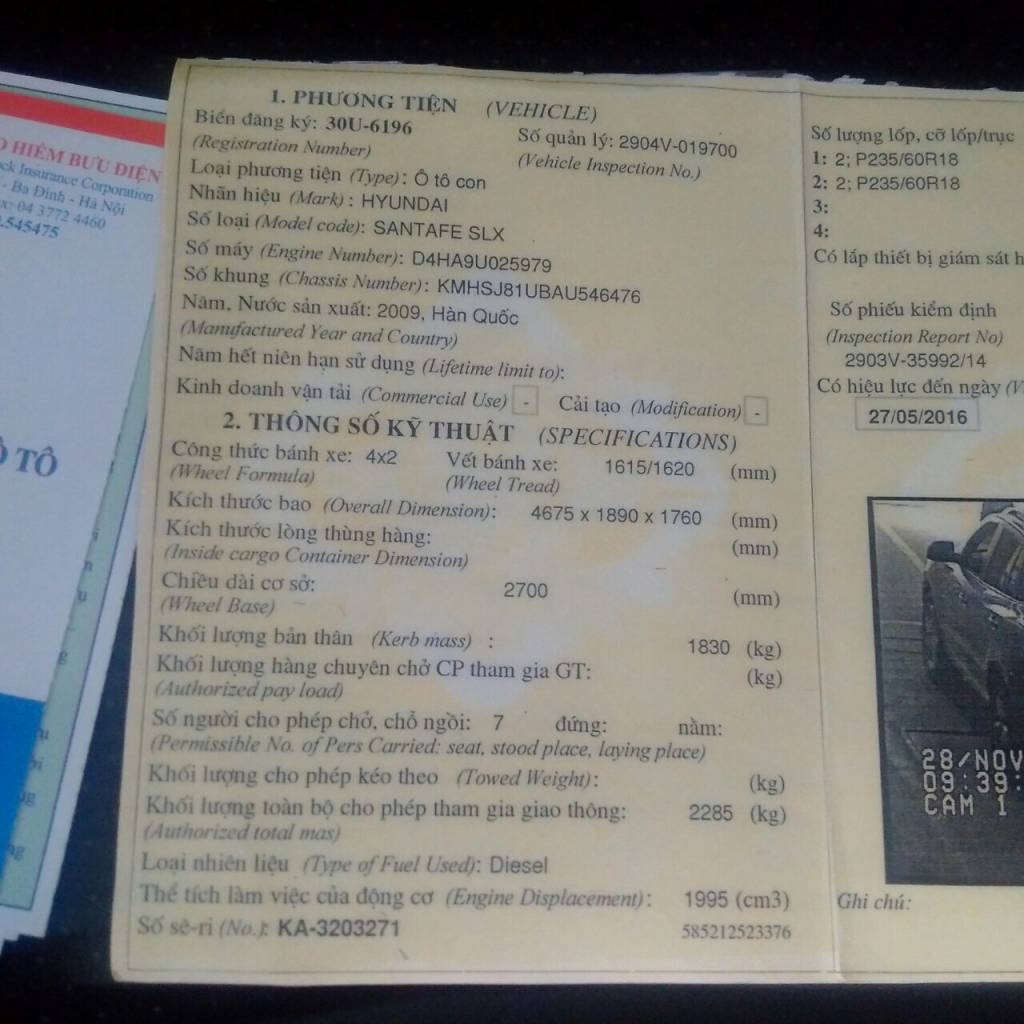 O HIỂM BƯU ĐIỆN
ck Insurance Corporation
- Ba Đình - Hà Nội
x: 04 3772 4460
.545475
Ô TÔ
1. PHƯƠNG TIỆN (VEHICLE)
Biển đăng ký: 30U-6196
(Registration Number)
Số quản lý: 2904V-019700
(Vehicle Inspection No.)
Loại phương tiện (Type): Ô tô con
Nhãn hiệu (Mark) : HYUNDAI
Số loại (Model code): SANTAFE SLX
Số máy (Engine Number): D4HA9U025979
Số khung (Chassis Number): KMHSJ81UBAU546476
Năm, Nước sản xuất: 2009, Hàn Quốc
(Manufactured Year and Country)
Năm hết niên hạn sử dụng (Lifetime limit to):
Kinh doanh vận tải (Commercial Use) - Cải tạo (Modification) -
2. THÔNG SỐ KỸ THUẬT (SPECIFICATIONS)
Công thức bánh xe: 4x2 Vết bánh xe: 1615/1620 (mm)
(Wheel Formula) (Wheel Tread)
Kích thước bao (Overall Dimension): 4675 x 1890 x 1760 (mm)
Kích thước lòng thùng hàng: (mm)
(Inside cargo Container Dimension)
Chiều dài cơ sở: 2700 (mm)
(Wheel Base)
Khối lượng bản thân (Kerb mass) : 1830 (kg)
Khối lượng hàng chuyên chở CP tham gia GT: (kg)
(Authorized pay load)
Số người cho phép chở, chỗ ngồi: 7 đứng: nằm:
(Permissible No. of Pers Carried: seat, stood place, laying place)
Khối lượng cho phép kéo theo (Towed Weight): (kg)
Khối lượng toàn bộ cho phép tham gia giao thông: 2285 (kg)
(Authorized total mas)
Loại nhiên liệu (Type of Fuel Used): Diesel
Thể tích làm việc của động cơ (Engine Displacement): 1995 (cm3)
Số sê-ri (No.): KA-3203271 585212523376
Số lượng lốp, cỡ lốp/trục
1: 2; P235/60R18
2: 2; P235/60R18
3:
4:
Có lắp thiết bị giám sát h
Số phiếu kiểm định
(Inspection Report No)
2903V-35992/14
Có hiệu lực đến ngày (V
27/05/2016
28/NOV
09:39:
CAM 1
Ghi chú: